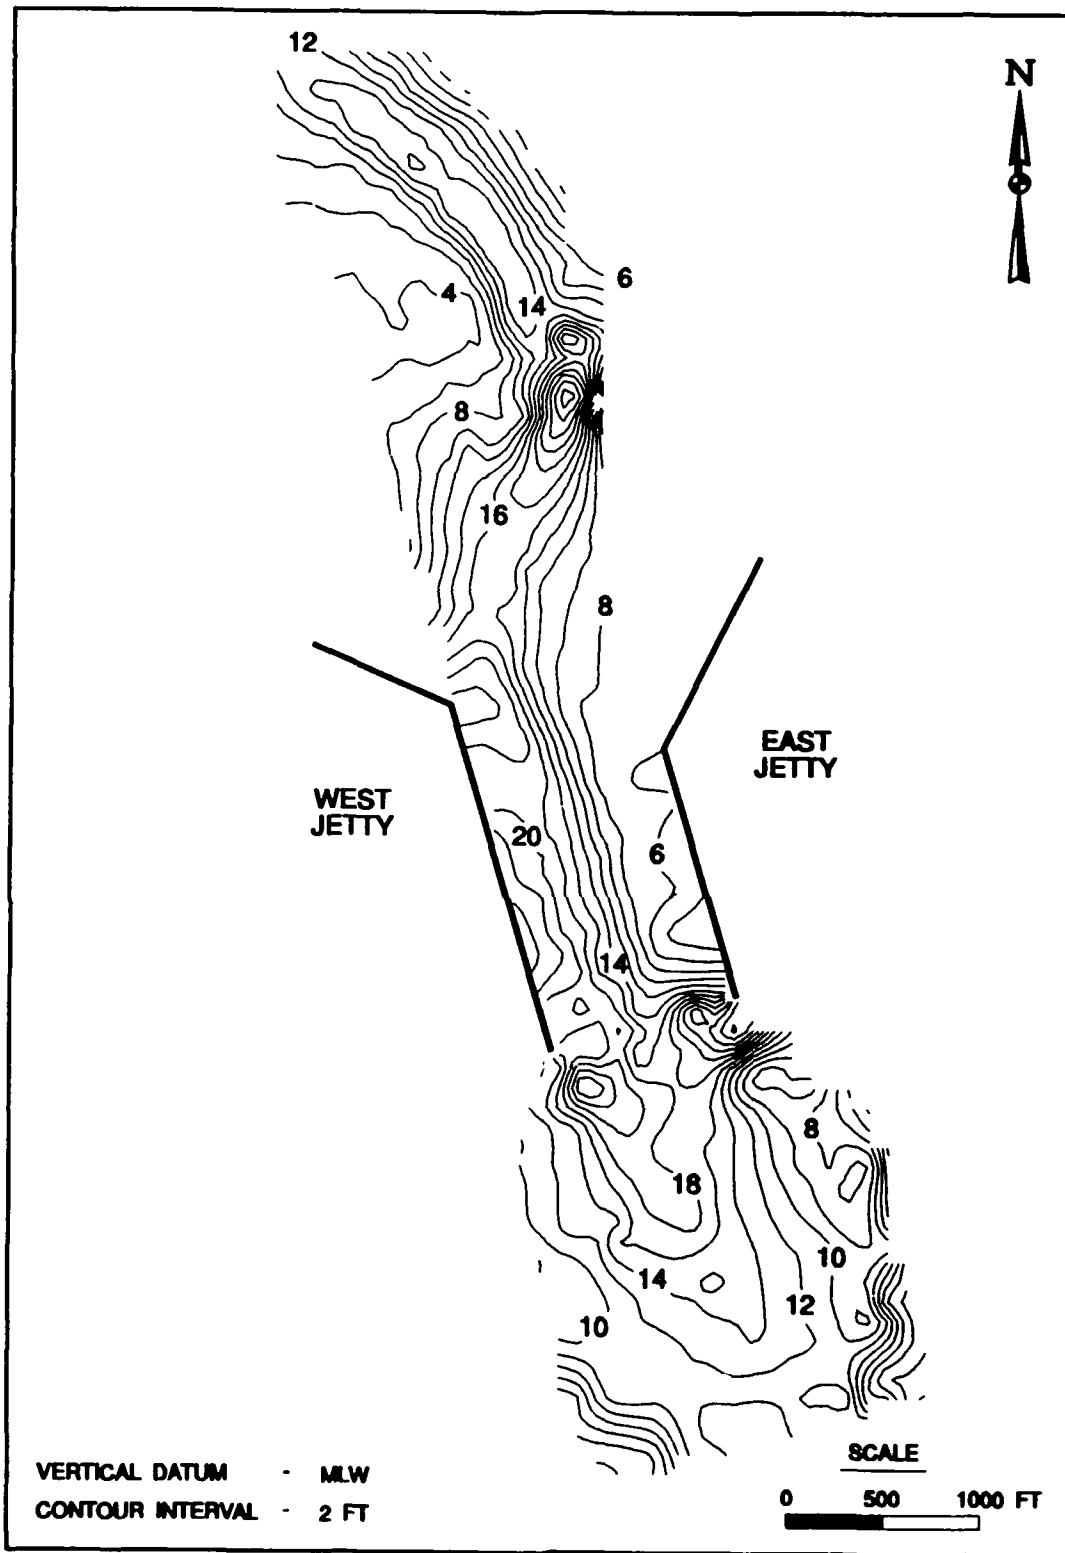 12
N
6
4
14
8
16
8
EAST
JETTY
WEST
JETTY
20
6
14
8
18
10
14
12
10
SCALE
VERTICAL DATUM - MLW
0 500 1000 FT
CONTOUR INTERVAL - 2 FT